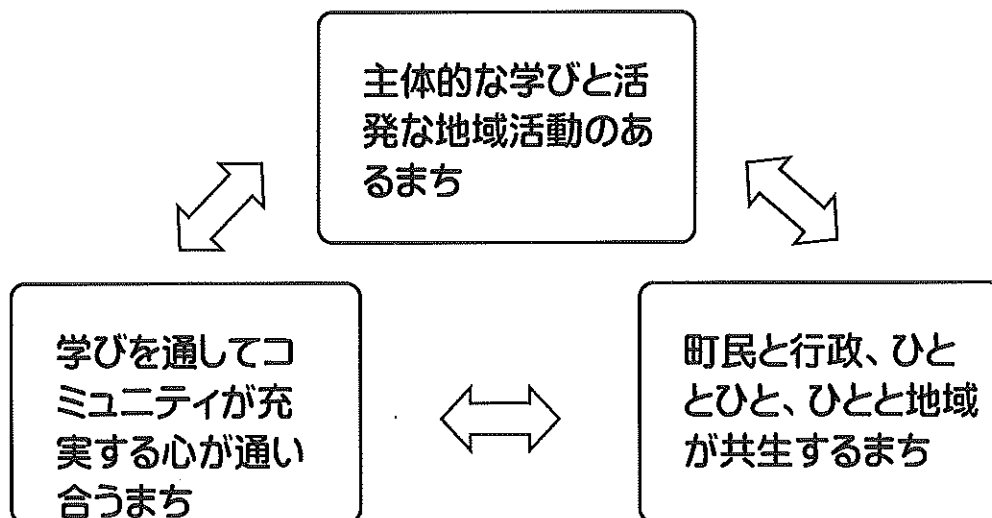 主体的な学びと活
発な地域活動のあ
るまち
学びを通してコ
ミュニティが充
実する心が通い
合うまち
町民と行政、ひと
とひと、ひとと地域
が共生するまち